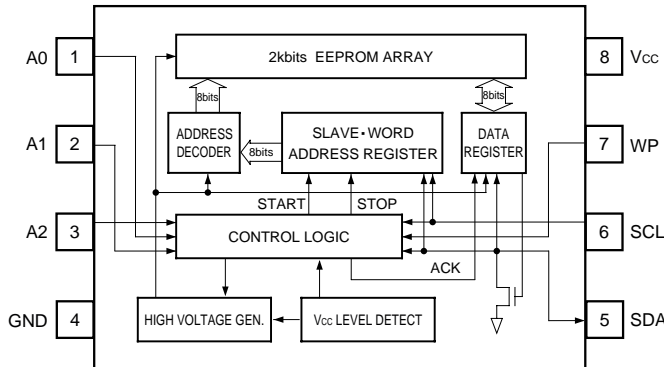 2kbits EEPROM ARRAY
A0 1
8 Vcc
8bits
8bits
A1 2
ADDRESS
DECODER
8bits
SLAVE・WORD
ADDRESS REGISTER
DATA
REGISTER
7 WP
START
STOP
A2 3
CONTROL LOGIC
6 SCL
ACK
GND 4
HIGH VOLTAGE GEN.
Vcc LEVEL DETECT
5 SDA